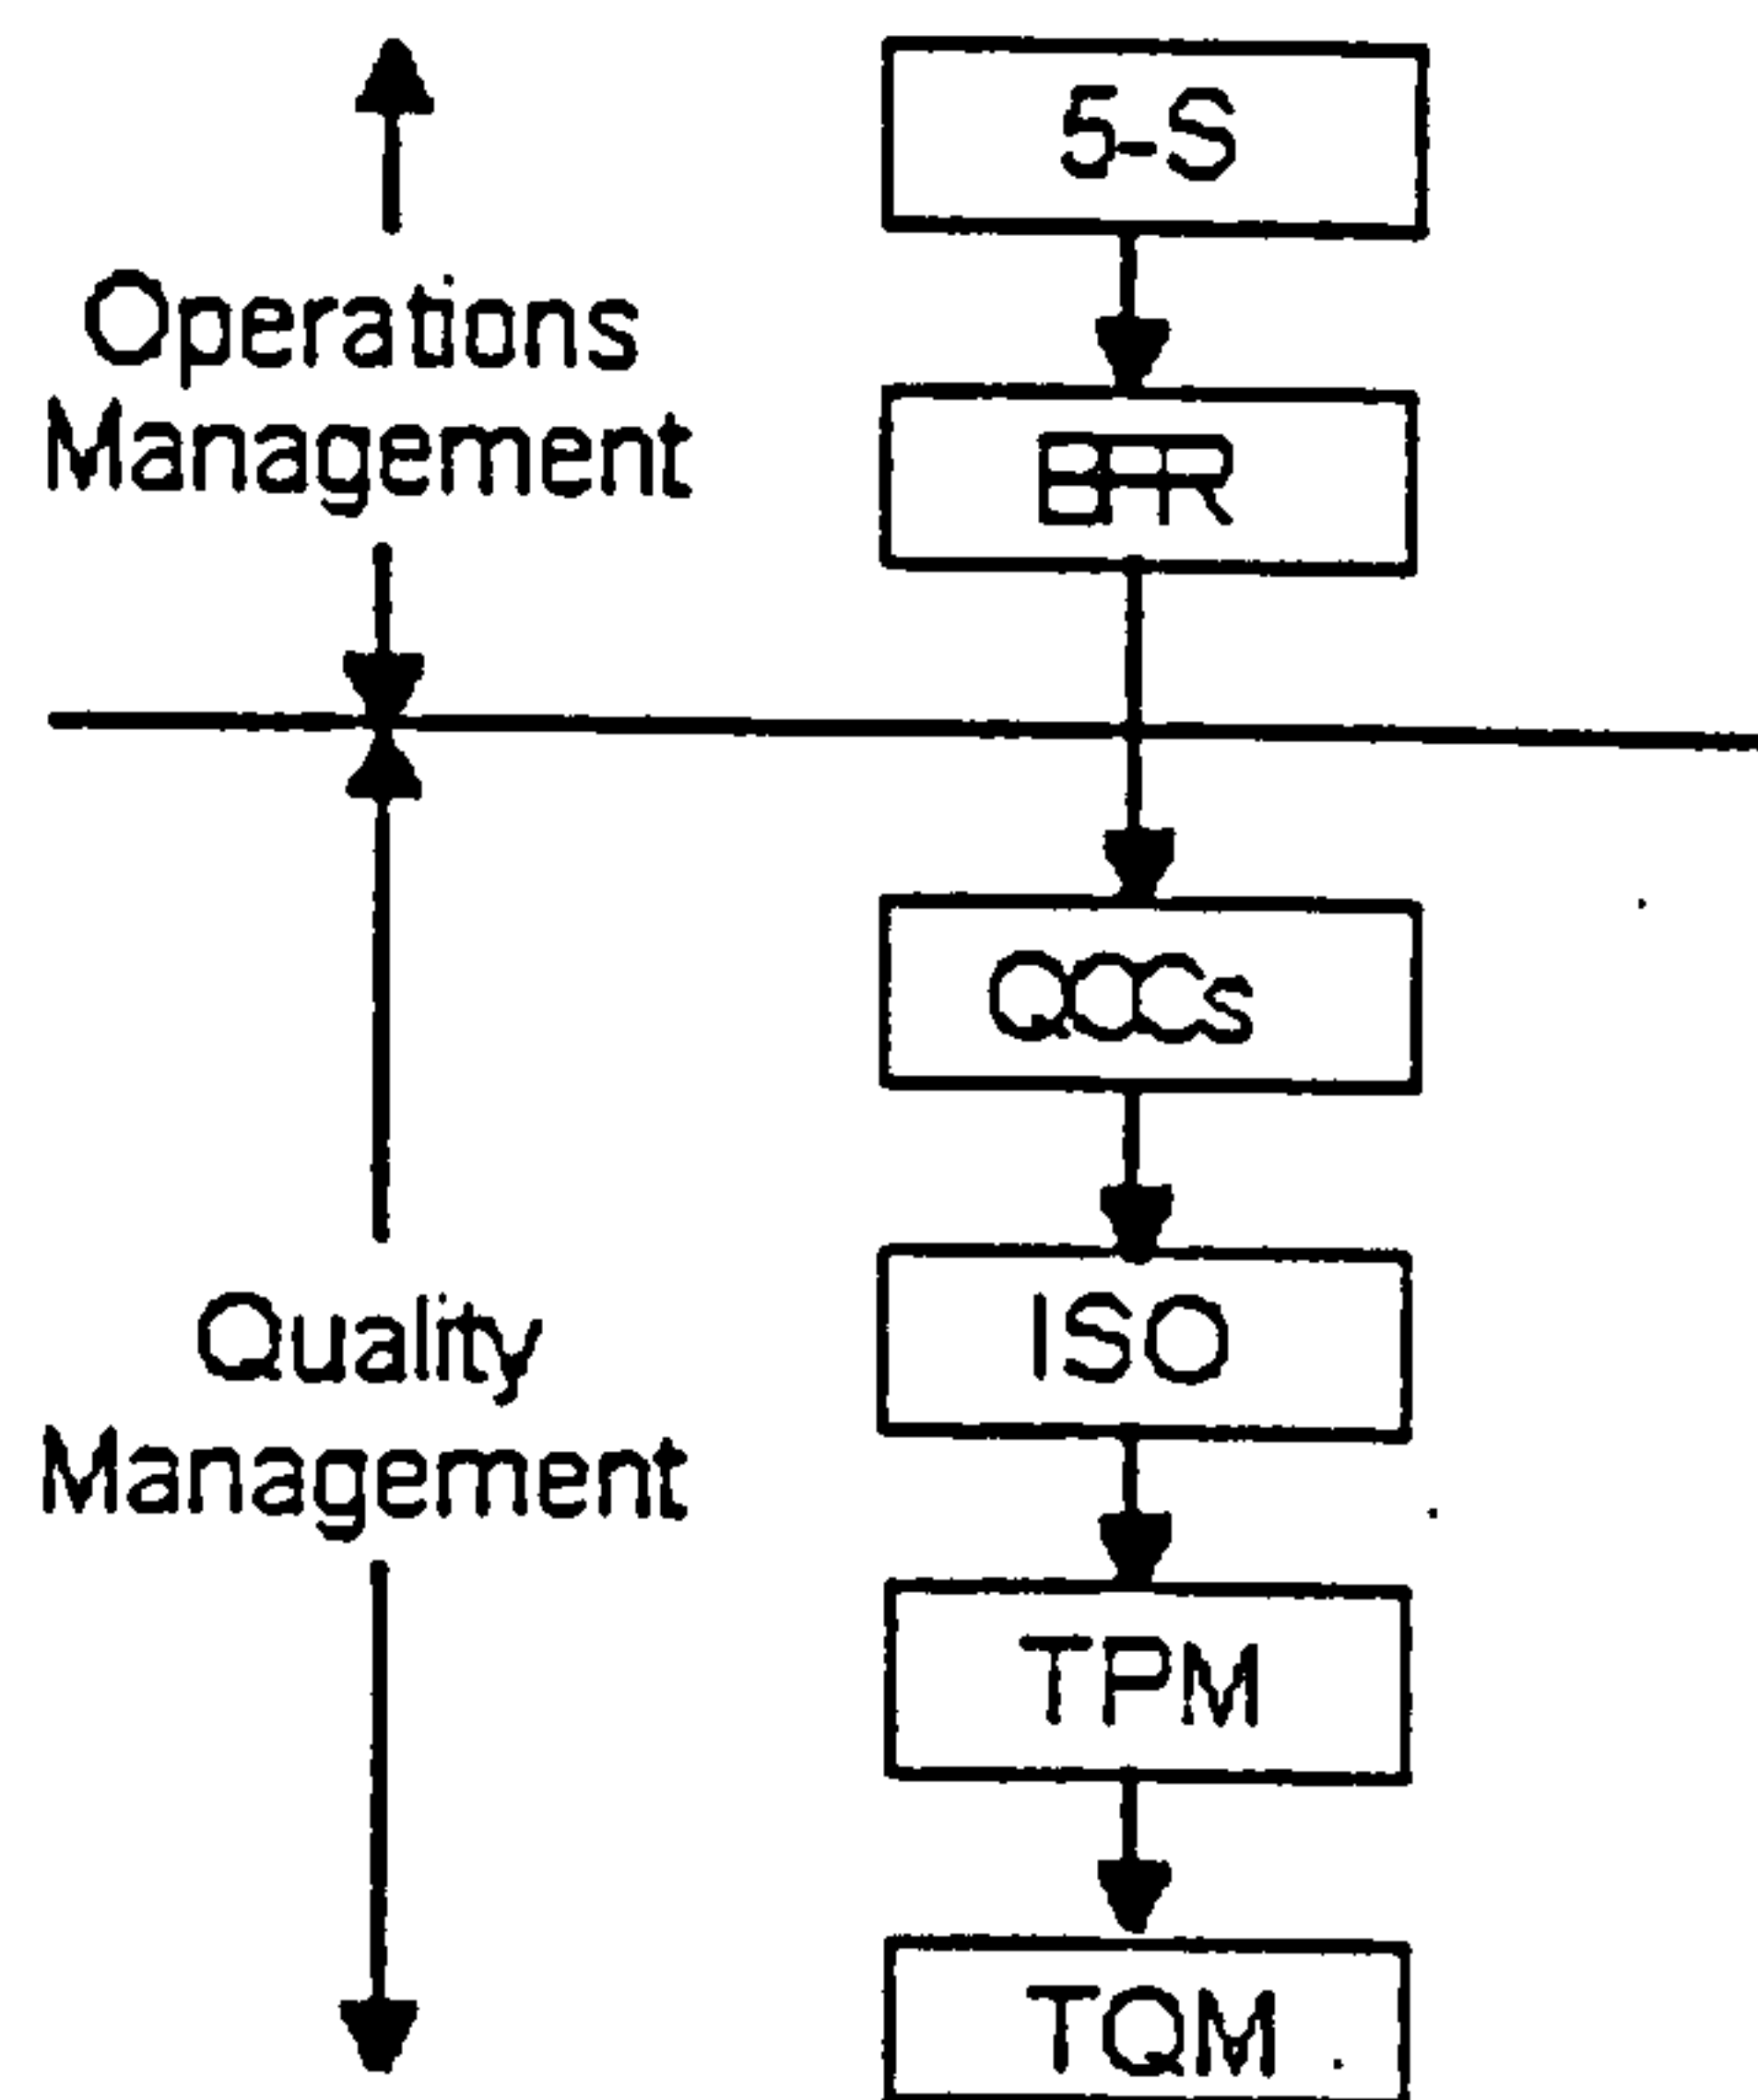 5-S
Operations
Management
BPR
QCCs
Quality
Management
ISO
TPM
TQM